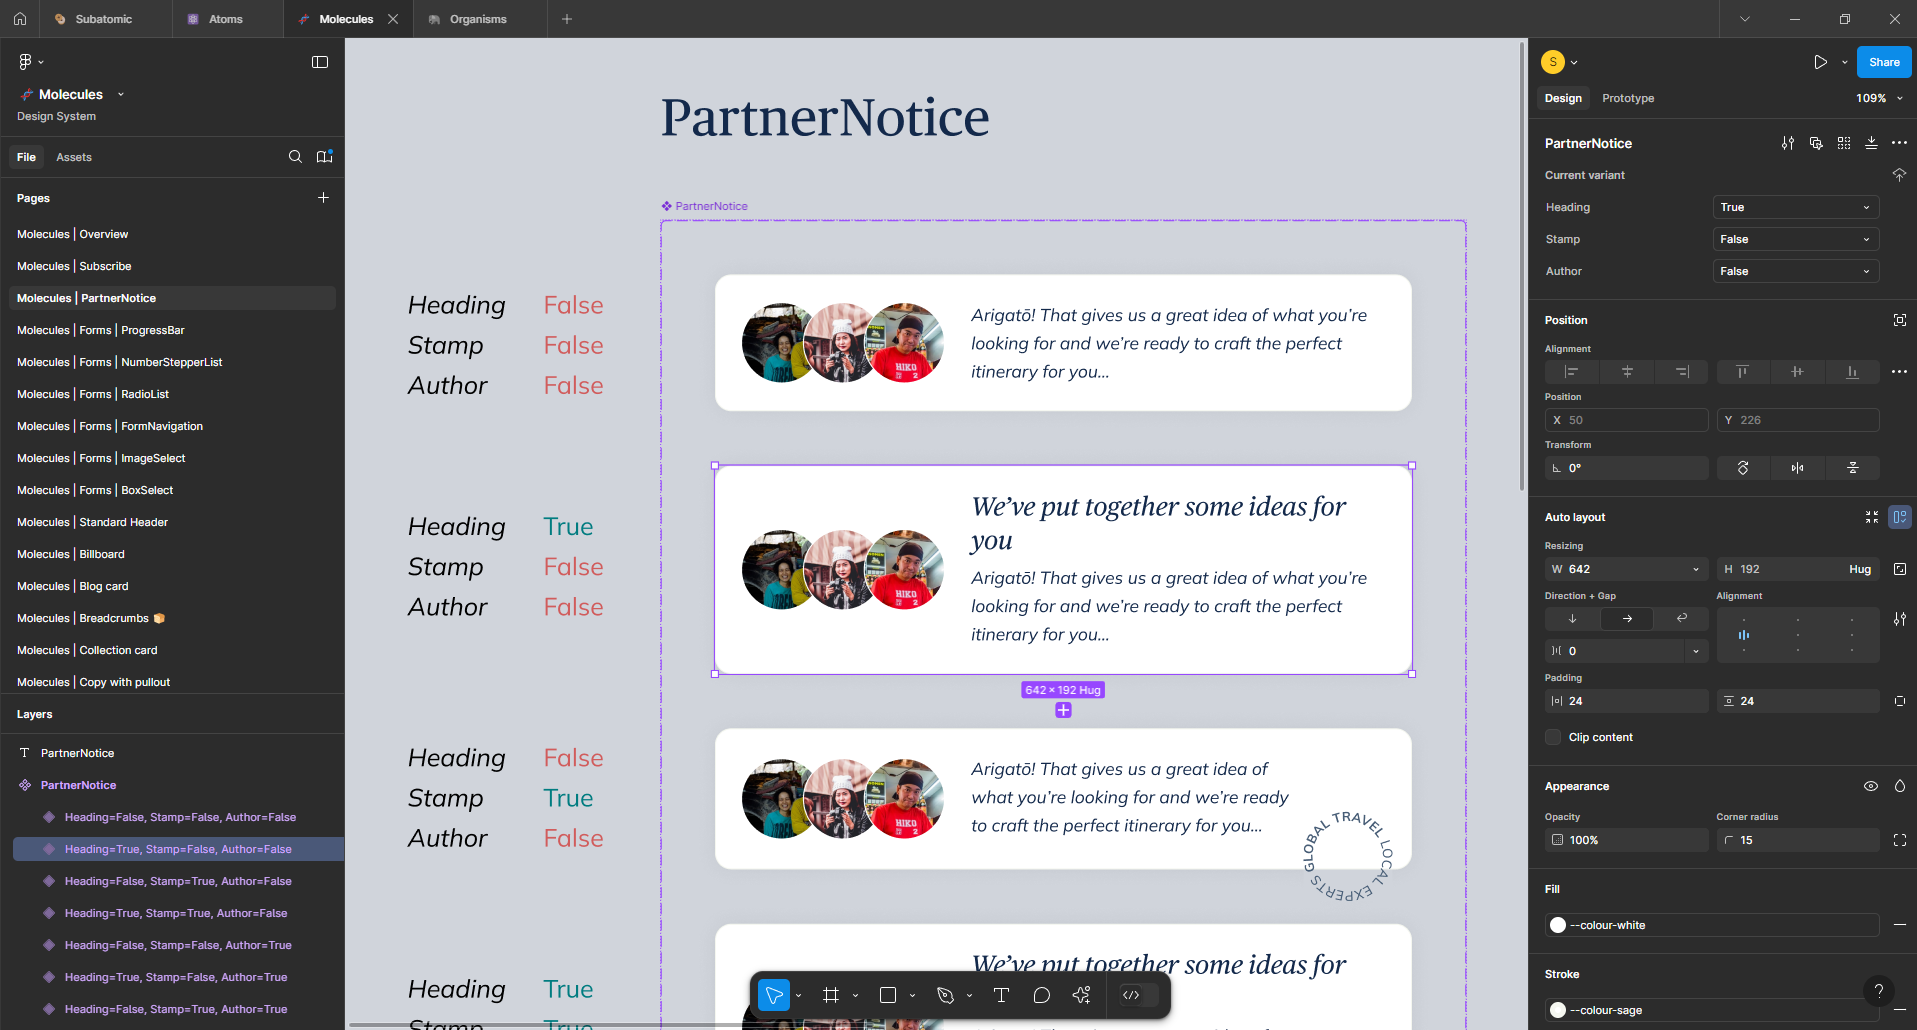 Subatomic
Atoms
Molecules
Organisms
Molecules
Design System
File
Assets
Pages
Molecules | Overview
Molecules | Subscribe
Molecules | PartnerNotice
Molecules | Forms | ProgressBar
Molecules | Forms | NumberStepperList
Molecules | Forms | RadioList
Molecules | Forms | FormNavigation
Molecules | Forms | ImageSelect
Molecules | Forms | BoxSelect
Molecules | Standard Header
Molecules | Billboard
Molecules | Blog card
Molecules | Breadcrumbs 🍞
Molecules | Collection card
Molecules | Copy with pullout
Layers
PartnerNotice
PartnerNotice
Heading=False, Stamp=False, Author=False
Heading=True, Stamp=False, Author=False
Heading=False, Stamp=True, Author=False
Heading=True, Stamp=True, Author=False
Heading=False, Stamp=False, Author=True
Heading=True, Stamp=False, Author=True
Heading=True, Stamp=True, Author=True
PartnerNotice
PartnerNotice
Heading False
Stamp False
Author False
Arigatō! That gives us a great idea of what you’re
looking for and we’re ready to craft the perfect
itinerary for you...
Heading True
Stamp False
Author False
We’ve put together some ideas for
you
Arigatō! That gives us a great idea of what you’re
looking for and we’re ready to craft the perfect
itinerary for you...
642 × 192 Hug
Heading False
Stamp True
Author False
Arigatō! That gives us a great idea of
what you’re looking for and we’re ready
to craft the perfect itinerary for you...
GLOBAL TRAVEL LOCAL EXPERTS
Heading True
Stamp True
We’ve put together some ideas for
S
Share
Design
Prototype
109%
PartnerNotice
Current variant
Heading
True
Stamp
False
Author
False
Position
Alignment
Position
X 50
Y 226
Transform
0°
Auto layout
Resizing
W 642
H 192 Hug
Direction + Gap
Alignment
0
Padding
24
24
Clip content
Appearance
Opacity
Corner radius
100%
15
Fill
--colour-white
Stroke
--colour-sage
?